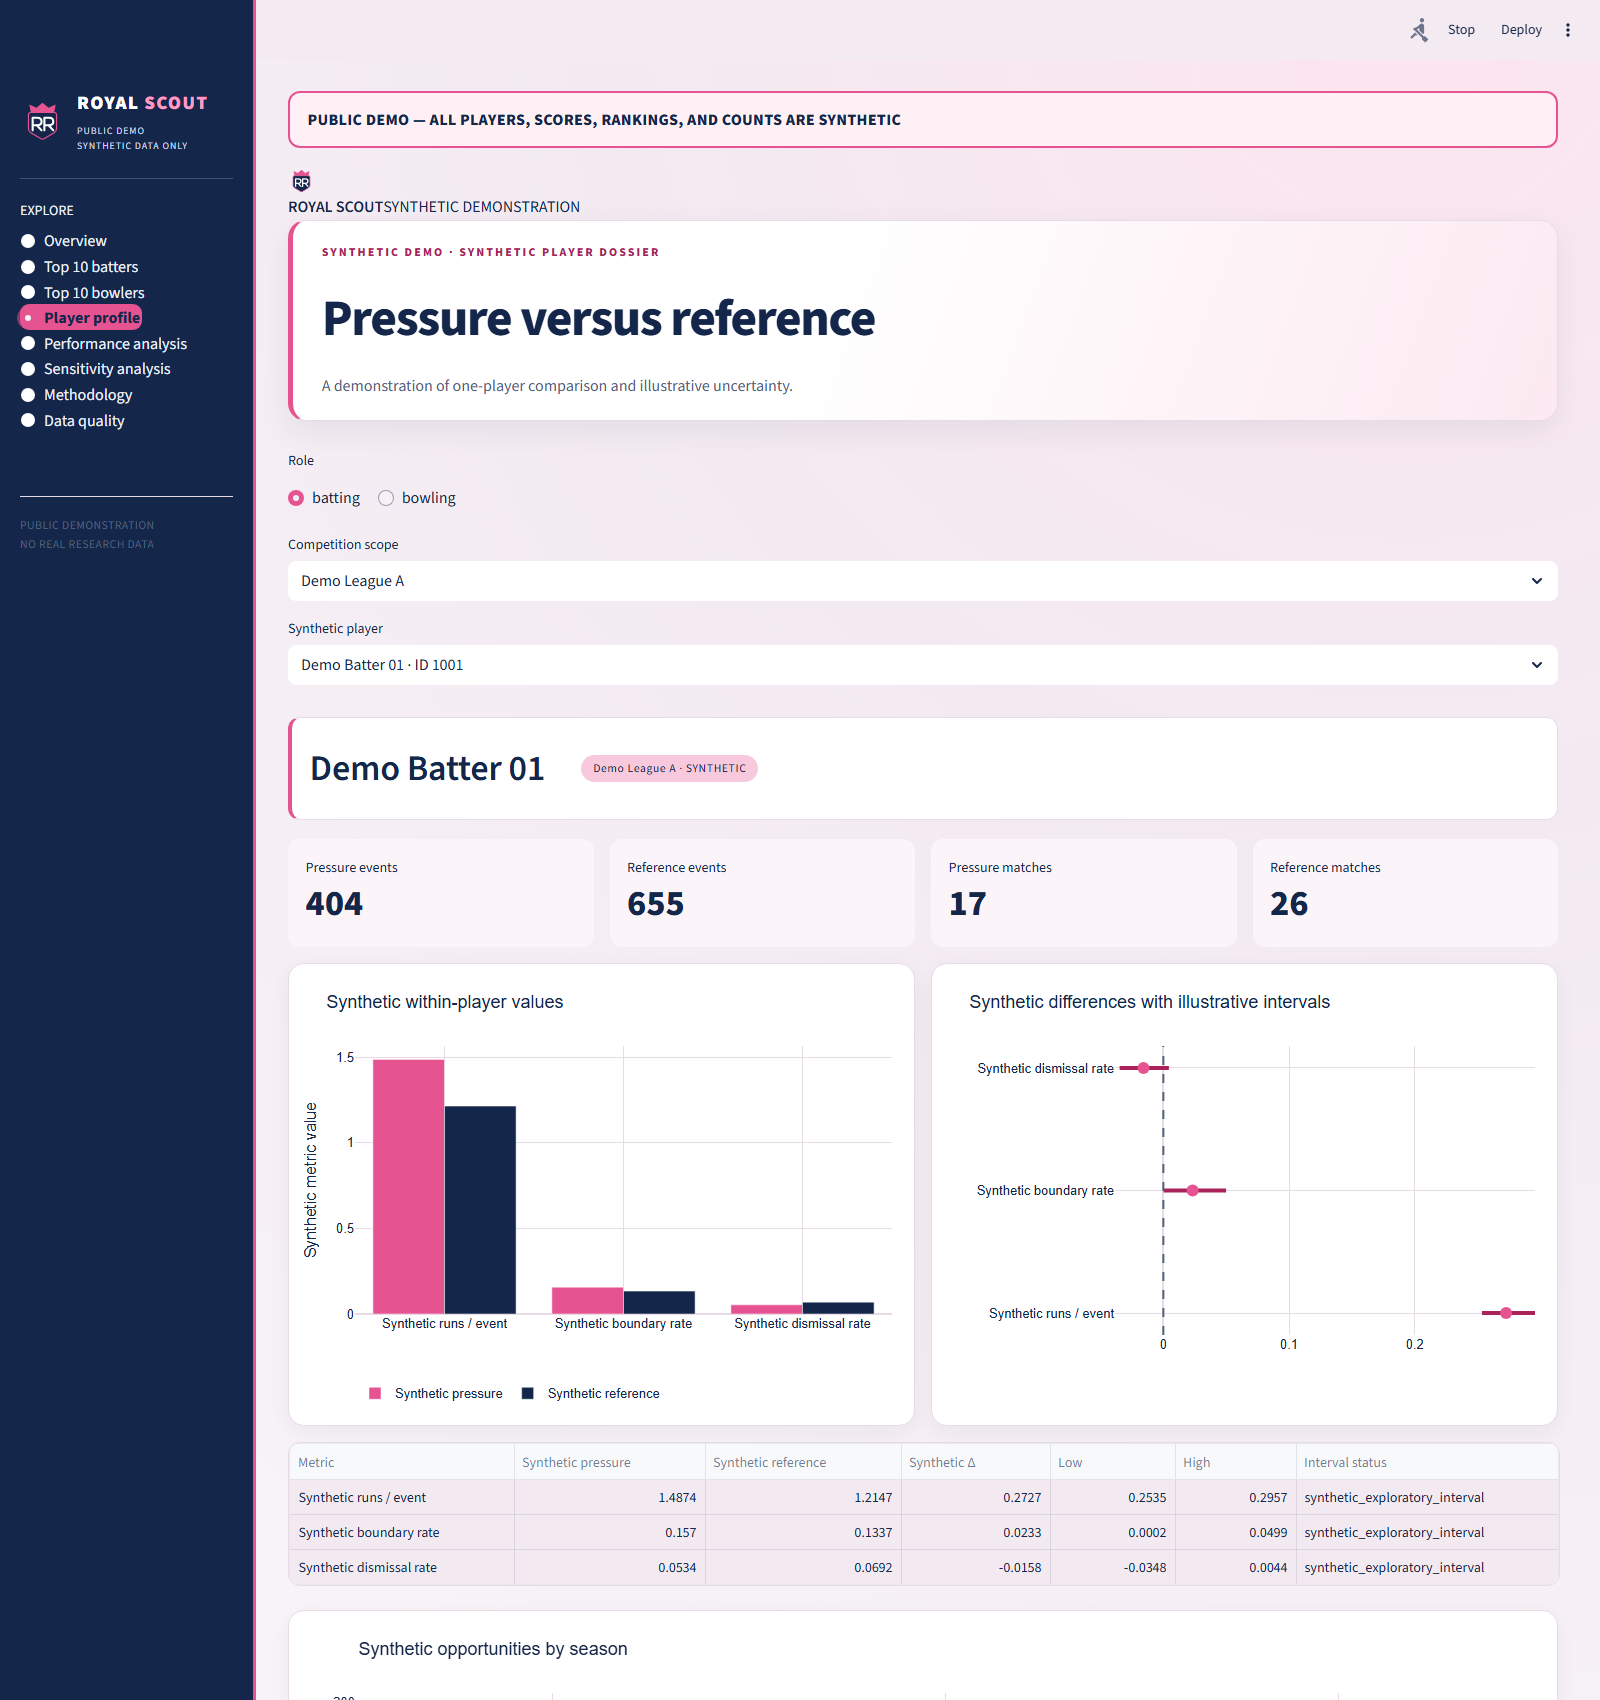 Stop Deploy
ROYAL SCOUT
PUBLIC DEMO
SYNTHETIC DATA ONLY
EXPLORE
Overview
Top 10 batters
Top 10 bowlers
Player profile
Performance analysis
Sensitivity analysis
Methodology
Data quality
PUBLIC DEMONSTRATION
NO REAL RESEARCH DATA
PUBLIC DEMO — ALL PLAYERS, SCORES, RANKINGS, AND COUNTS ARE SYNTHETIC
RR
ROYAL SCOUTSYNTHETIC DEMONSTRATION
SYNTHETIC DEMO · SYNTHETIC PLAYER DOSSIER
Pressure versus reference
A demonstration of one-player comparison and illustrative uncertainty.
Role
batting bowling
Competition scope
Demo League A
Synthetic player
Demo Batter 01 · ID 1001
Demo Batter 01 Demo League A · SYNTHETIC
Pressure events Reference events Pressure matches Reference matches
404 655 17 26
Synthetic within-player values
1.5
1
0.5
0
Synthetic metric value
Synthetic runs / event Synthetic boundary rate Synthetic dismissal rate
Synthetic pressure Synthetic reference
Synthetic differences with illustrative intervals
Synthetic dismissal rate
Synthetic boundary rate
Synthetic runs / event
0 0.1 0.2
Metric Synthetic pressure Synthetic reference Synthetic Δ Low High Interval status
Synthetic runs / event 1.4874 1.2147 0.2727 0.2535 0.2957 synthetic_exploratory_interval
Synthetic boundary rate 0.157 0.1337 0.0233 0.0002 0.0499 synthetic_exploratory_interval
Synthetic dismissal rate 0.0534 0.0692 -0.0158 -0.0348 0.0044 synthetic_exploratory_interval
Synthetic opportunities by season